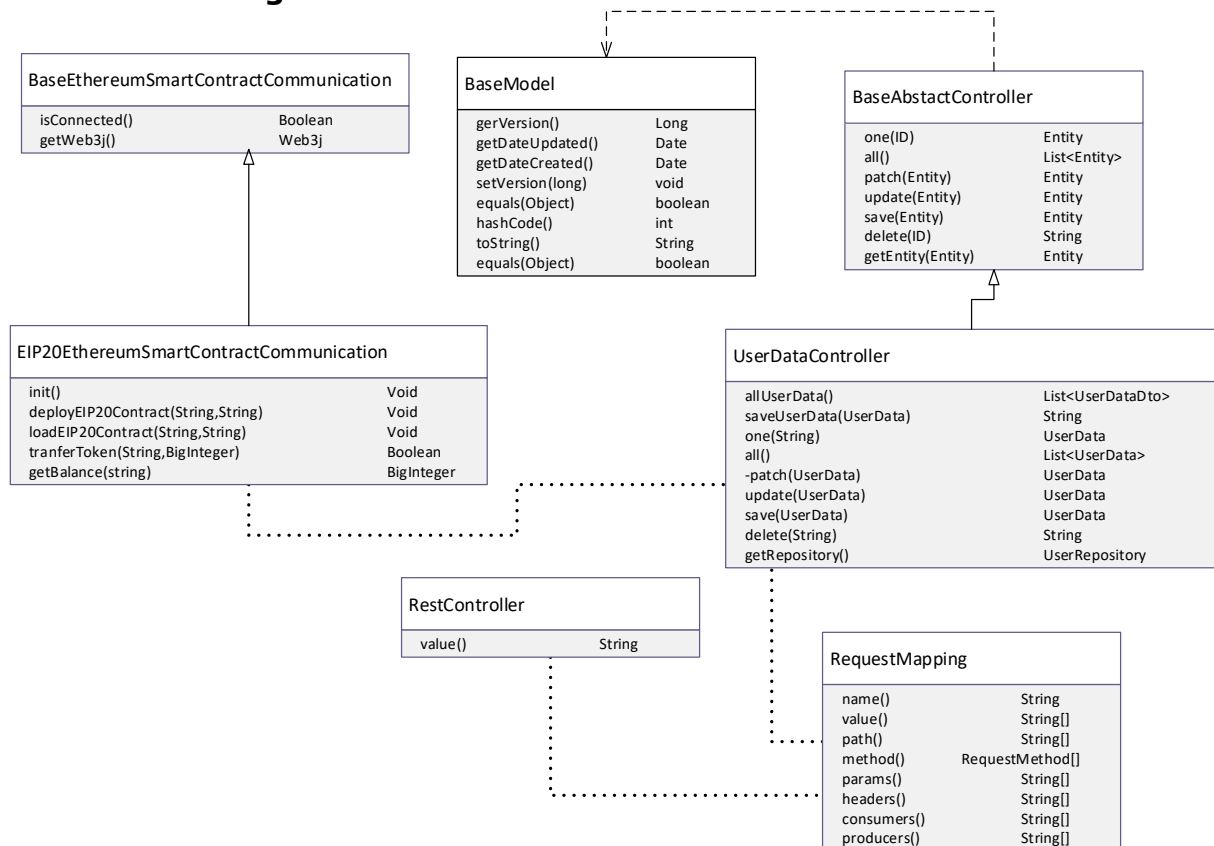 BaseEthereumSmartContractCommunication
isConnected() Boolean
getWeb3j() Web3j
BaseModel
gerVersion() Long
getDateUpdated() Date
getDateCreated() Date
setVersion(long) void
equals(Object) boolean
hashCode() int
toString() String
equals(Object) boolean
BaseAbstactController
one(ID) Entity
all() List<Entity>
patch(Entity) Entity
update(Entity) Entity
save(Entity) Entity
delete(ID) String
getEntity(Entity) Entity
EIP20EthereumSmartContractCommunication
init() Void
deployEIP20Contract(String,String) Void
loadEIP20Contract(String,String) Void
tranferToken(String,BigInteger) Boolean
getBalance(string) BigInteger
UserDataController
allUserData() List<UserDataDto>
saveUserData(UserData) String
one(String) UserData
all() List<UserData>
-patch(UserData) UserData
update(UserData) UserData
save(UserData) UserData
delete(String) String
getRepository() UserRepository
RestController
value() String
RequestMapping
name() String
value() String[]
path() String[]
method() RequestMethod[]
params() String[]
headers() String[]
consumers() String[]
producers() String[]